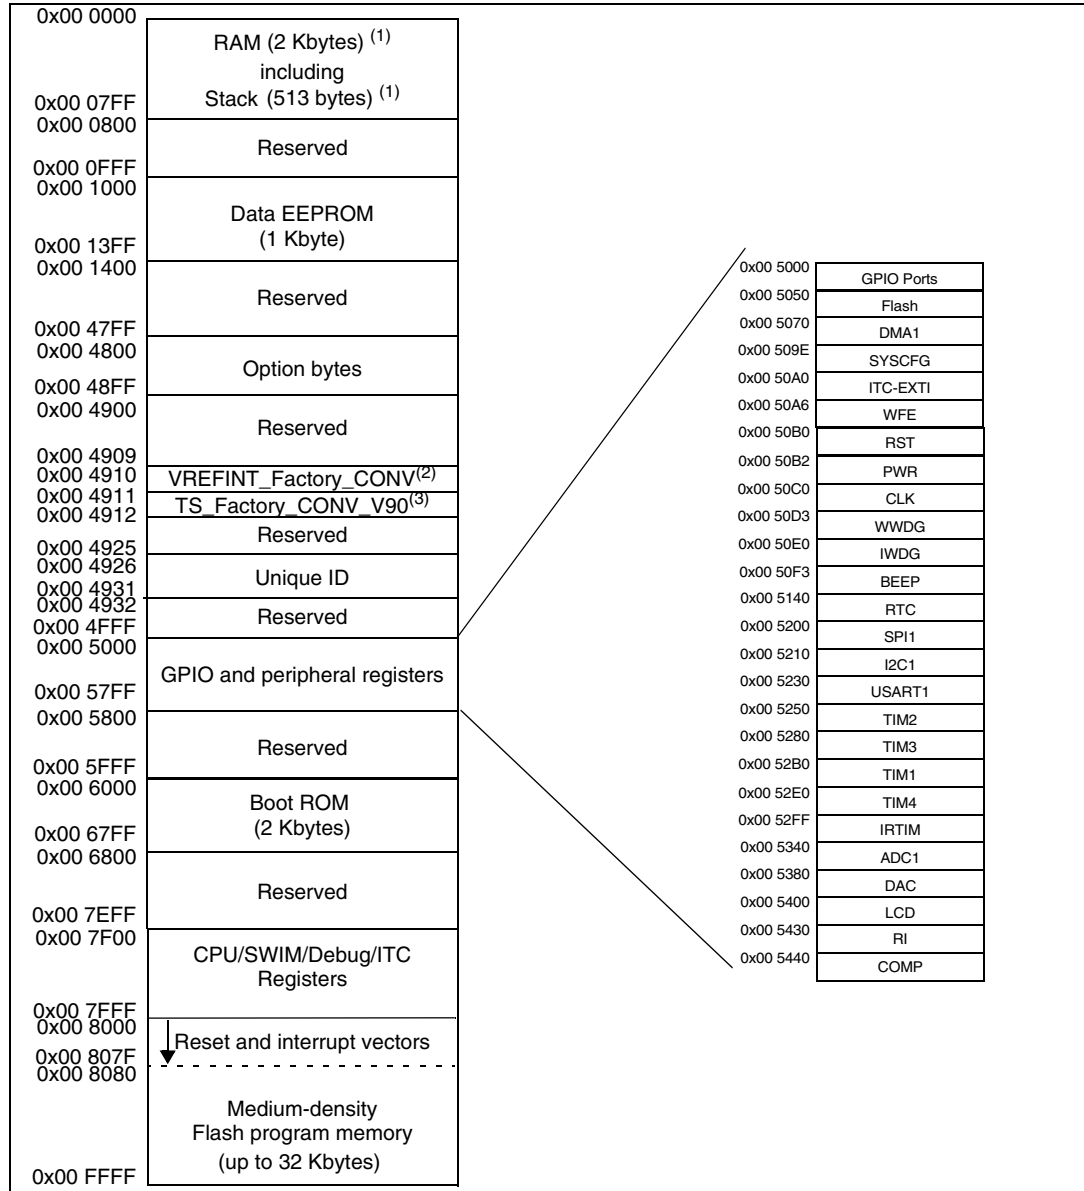 0x00 0000
RAM (2 Kbytes) (1)
including
Stack (513 bytes) (1)
0x00 07FF
0x00 0800
Reserved
0x00 0FFF
0x00 1000
Data EEPROM
(1 Kbyte)
0x00 13FF
0x00 1400
Reserved
0x00 47FF
0x00 4800
Option bytes
0x00 48FF
0x00 4900
Reserved
0x00 4909
0x00 4910
VREFINT_Factory_CONV(2)
0x00 4911
TS_Factory_CONV_V90(3)
0x00 4912
Reserved
0x00 4925
0x00 4926
Unique ID
0x00 4931
0x00 4932
Reserved
0x00 4FFF
0x00 5000
GPIO and peripheral registers
0x00 57FF
0x00 5800
Reserved
0x00 5FFF
0x00 6000
Boot ROM
(2 Kbytes)
0x00 67FF
0x00 6800
Reserved
0x00 7EFF
0x00 7F00
CPU/SWIM/Debug/ITC
Registers
0x00 7FFF
0x00 8000
Reset and interrupt vectors
0x00 807F
0x00 8080
Medium-density
Flash program memory
(up to 32 Kbytes)
0x00 FFFF
0x00 5000
GPIO Ports
0x00 5050
Flash
0x00 5070
DMA1
0x00 509E
SYSCFG
0x00 50A0
ITC-EXTI
0x00 50A6
WFE
0x00 50B0
RST
0x00 50B2
PWR
0x00 50C0
CLK
0x00 50D3
WWDG
0x00 50E0
IWDG
0x00 50F3
BEEP
0x00 5140
RTC
0x00 5200
SPI1
0x00 5210
I2C1
0x00 5230
USART1
0x00 5250
TIM2
0x00 5280
TIM3
0x00 52B0
TIM1
0x00 52E0
TIM4
0x00 52FF
IRTIM
0x00 5340
ADC1
0x00 5380
DAC
0x00 5400
LCD
0x00 5430
RI
0x00 5440
COMP